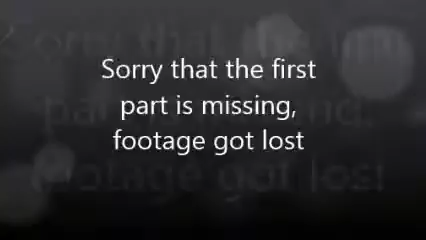 Sorry that the first
part is missing,
footage got lost